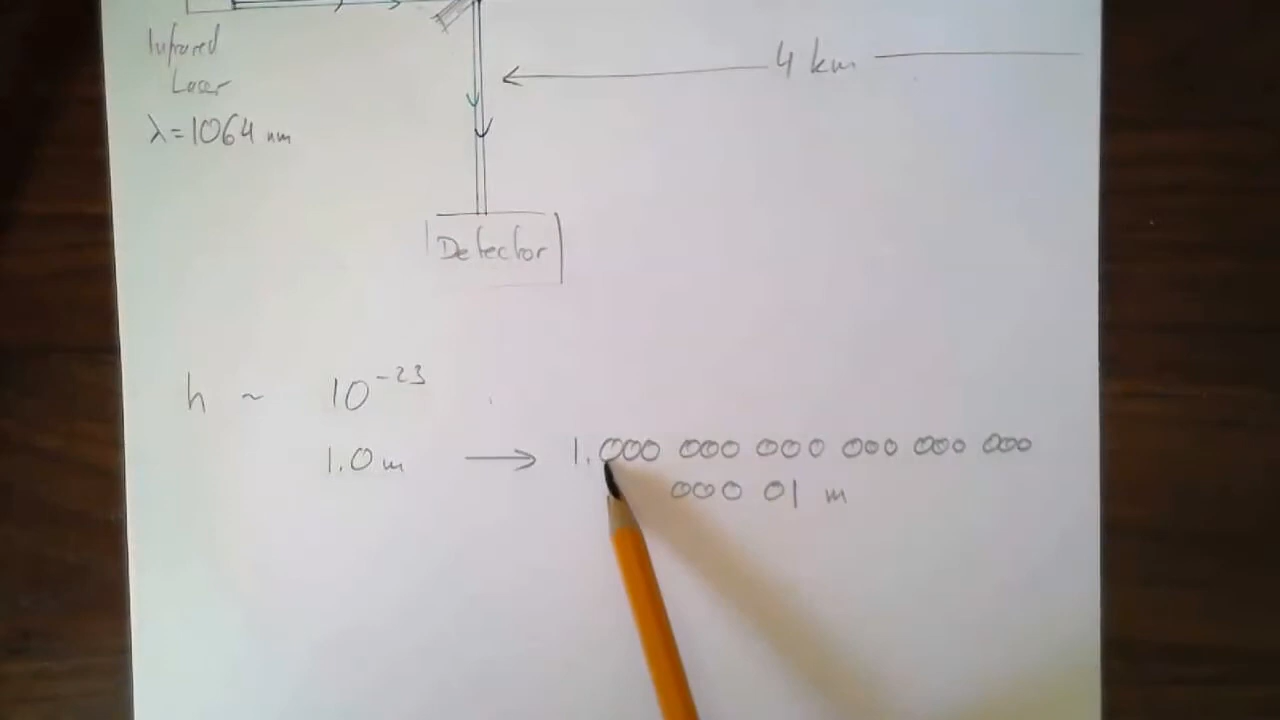 Infrared
Laser
λ=1064 nm
4 km
Detector
h ~ 10⁻²³
1.0 m → 1.000 000 000 000 000 000
000 01 m